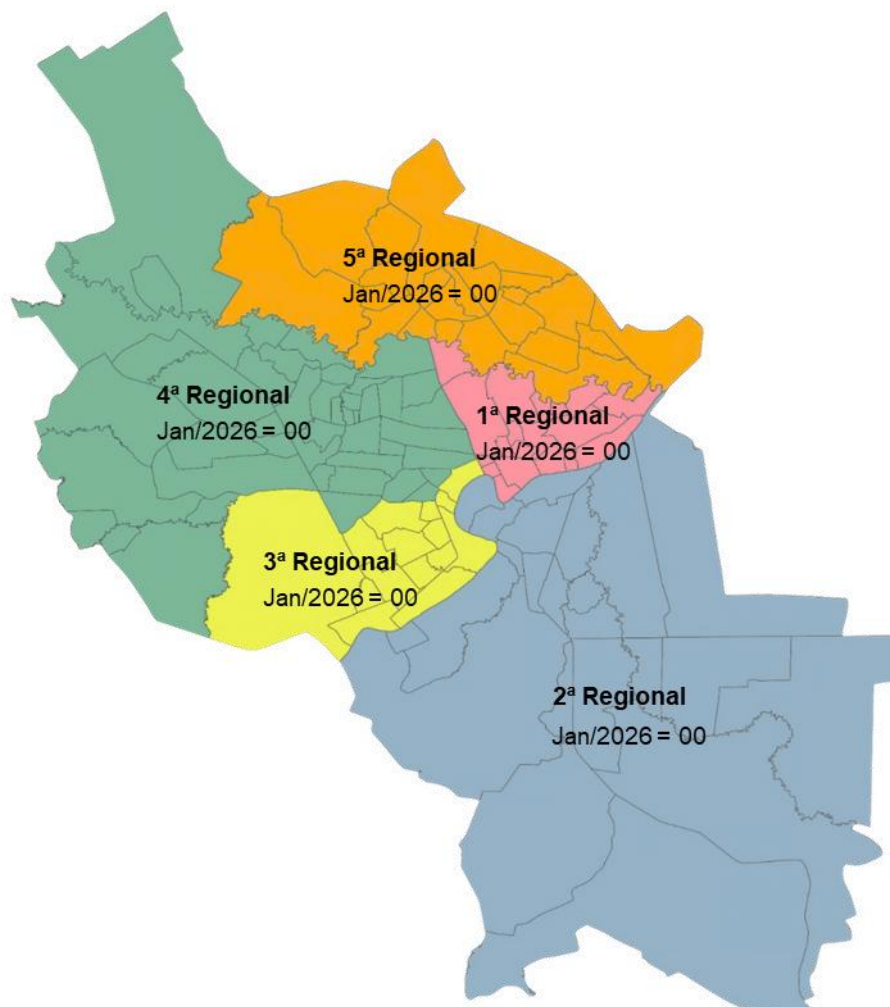 5ª Regional
Jan/2026 = 00
4ª Regional
Jan/2026 = 00
1ª Regional
Jan/2026 = 00
3ª Regional
Jan/2026 = 00
2ª Regional
Jan/2026 = 00